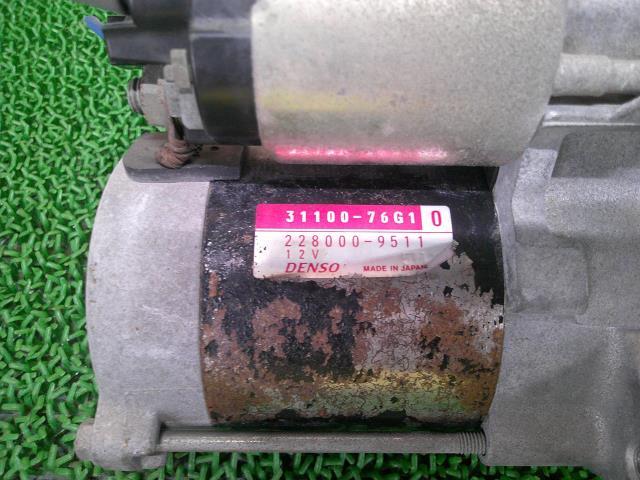 31100-76G1 0
228000-9511
12V
DENSO MADE IN JAPAN